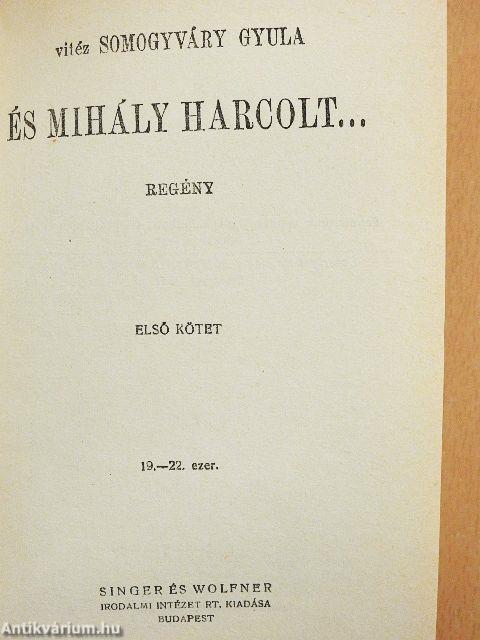 vitéz SOMOGYVÁRY GYULA
ÉS MIHÁLY HARCOLT...
REGÉNY
ELSŐ KÖTET
19.—22. ezer.
SINGER ÉS WOLFNER
IRODALMI INTÉZET RT. KIADÁSA
BUDAPEST
Antikvárium.hu